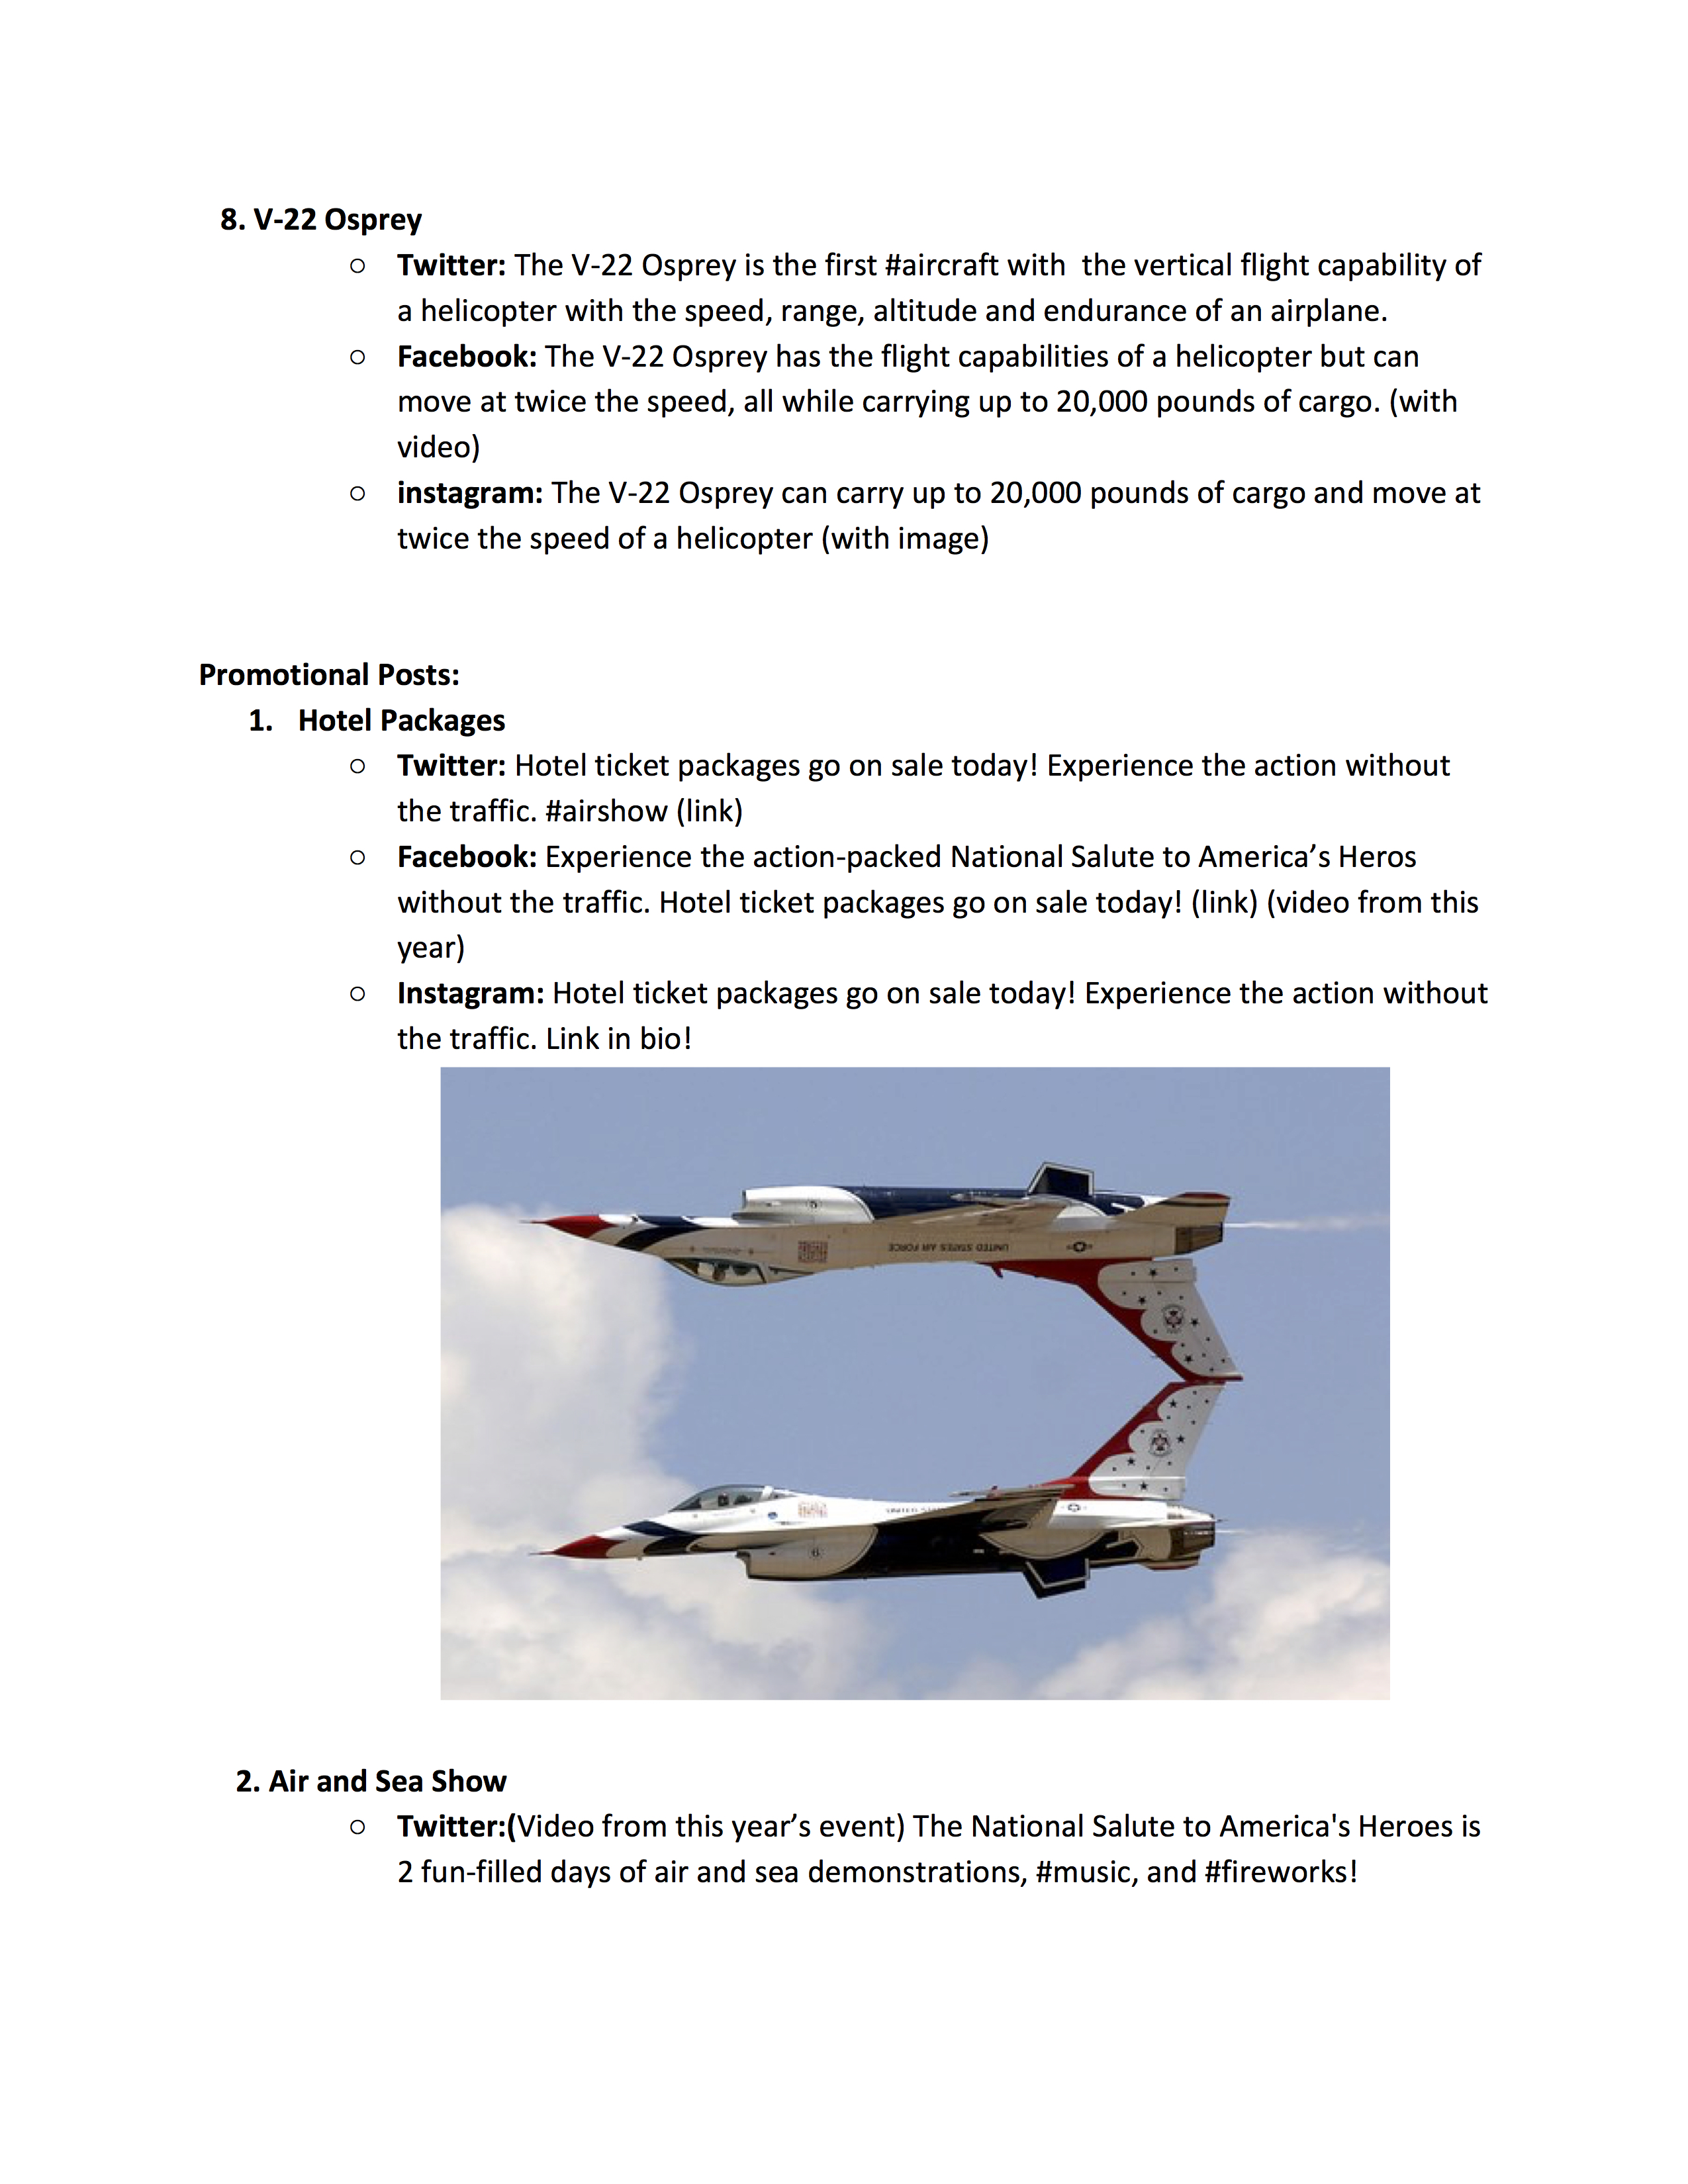 8. V-22 Osprey
○ Twitter: The V-22 Osprey is the first #aircraft with  the vertical flight capability of
a helicopter with the speed, range, altitude and endurance of an airplane.
○ Facebook: The V-22 Osprey has the flight capabilities of a helicopter but can
move at twice the speed, all while carrying up to 20,000 pounds of cargo. (with
video)
○ instagram: The V-22 Osprey can carry up to 20,000 pounds of cargo and move at
twice the speed of a helicopter (with image)
Promotional Posts:
1. Hotel Packages
○ Twitter: Hotel ticket packages go on sale today! Experience the action without
the traffic. #airshow (link)
○ Facebook: Experience the action-packed National Salute to America’s Heros
without the traffic. Hotel ticket packages go on sale today! (link) (video from this
year)
○ Instagram: Hotel ticket packages go on sale today! Experience the action without
the traffic. Link in bio!
5
UNITED STATES AIR FORCE
UNITED
6
2. Air and Sea Show
○ Twitter:(Video from this year’s event) The National Salute to America's Heroes is
2 fun-filled days of air and sea demonstrations, #music, and #fireworks!